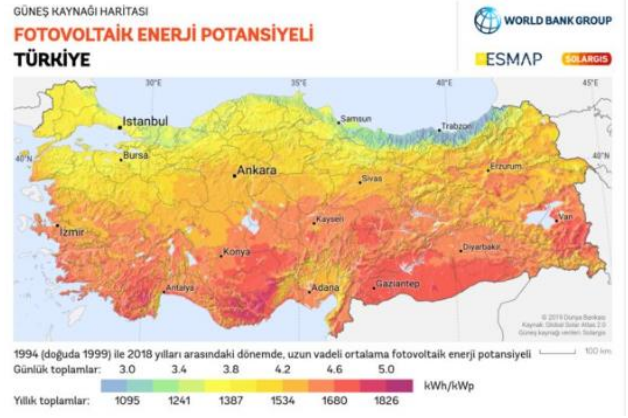 GÜNEŞ KAYNAĞI HARİTASI
FOTOVOLTAİK ENERJİ POTANSİYELİ
TÜRKİYE
WORLD BANK GROUP
ESMAP
SOLARGIS
30°E 35°E 40°E 45°E
Istanbul
Samsun
Trabzon
Bursa
40°N 40°N
Erzurum
Ankara
Sivas
Kayseri
Van
Izmir
Konya
Diyarbakir
Antalya
Adana
Gaziantep
© 2019 Dünya Bankası
Kaynak: Global Solar Atlas 2.0
Güneş kaynağı verileri: Solargis
1994 (doğuda 1999) ile 2018 yılları arasındaki dönemde, uzun vadeli ortalama fotovoltaik enerji potansiyeli
100 km
Günlük toplamlar: 3.0 3.4 3.8 4.2 4.6 5.0
kWh/kWp
Yıllık toplamlar: 1095 1241 1387 1534 1680 1826